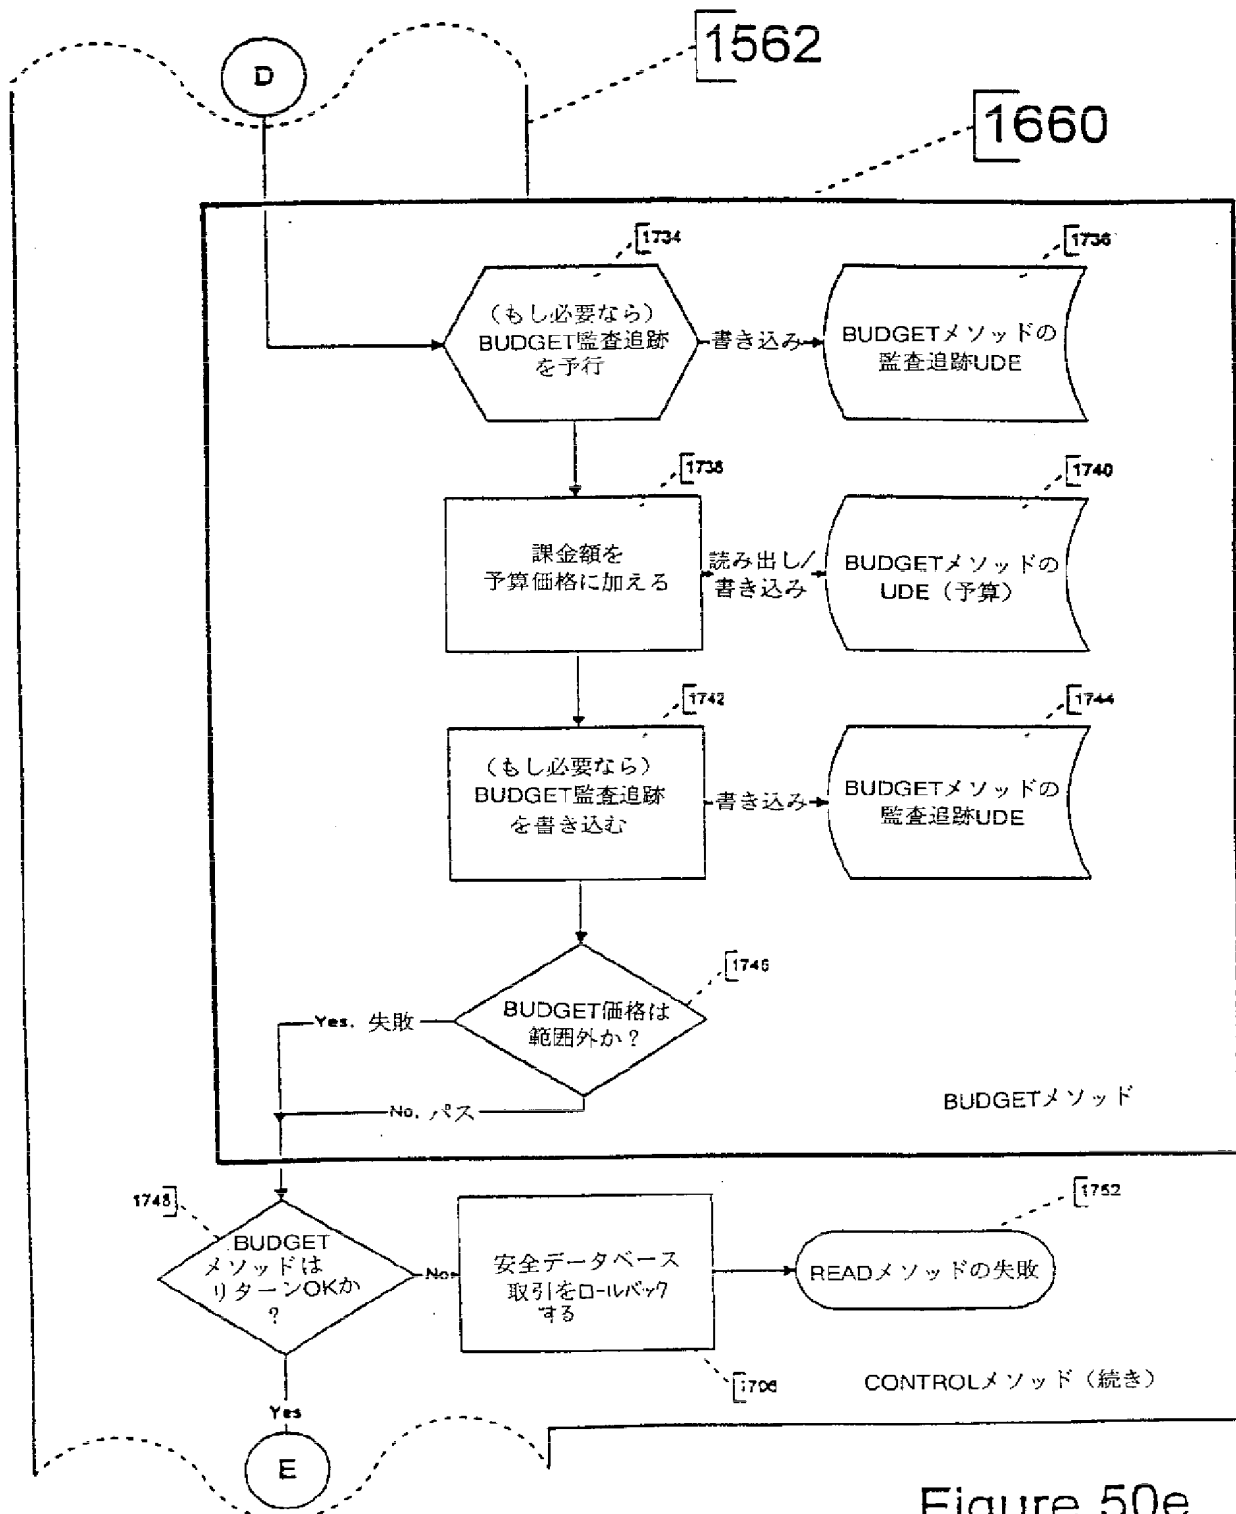 D
1562
1660
1734
1736
(もし必要なら)
BUDGET監査追跡
を予行
書き込み
BUDGETメソッドの
監査追跡UDE
1738
1740
課金額を
予算価格に加える
読み出し/
書き込み
BUDGETメソッドの
UDE(予算)
1742
1744
(もし必要なら)
BUDGET監査追跡
を書き込む
書き込み
BUDGETメソッドの
監査追跡UDE
1746
BUDGET価格は
範囲外か?
Yes, 失敗
No, パス
BUDGETメソッド
1748
1752
BUDGET
メソッドは
リターンOKか
?
No
安全データベース
取引をロールバック
する
READメソッドの失敗
1706
CONTROLメソッド(続き)
Yes
E
Figure 50e